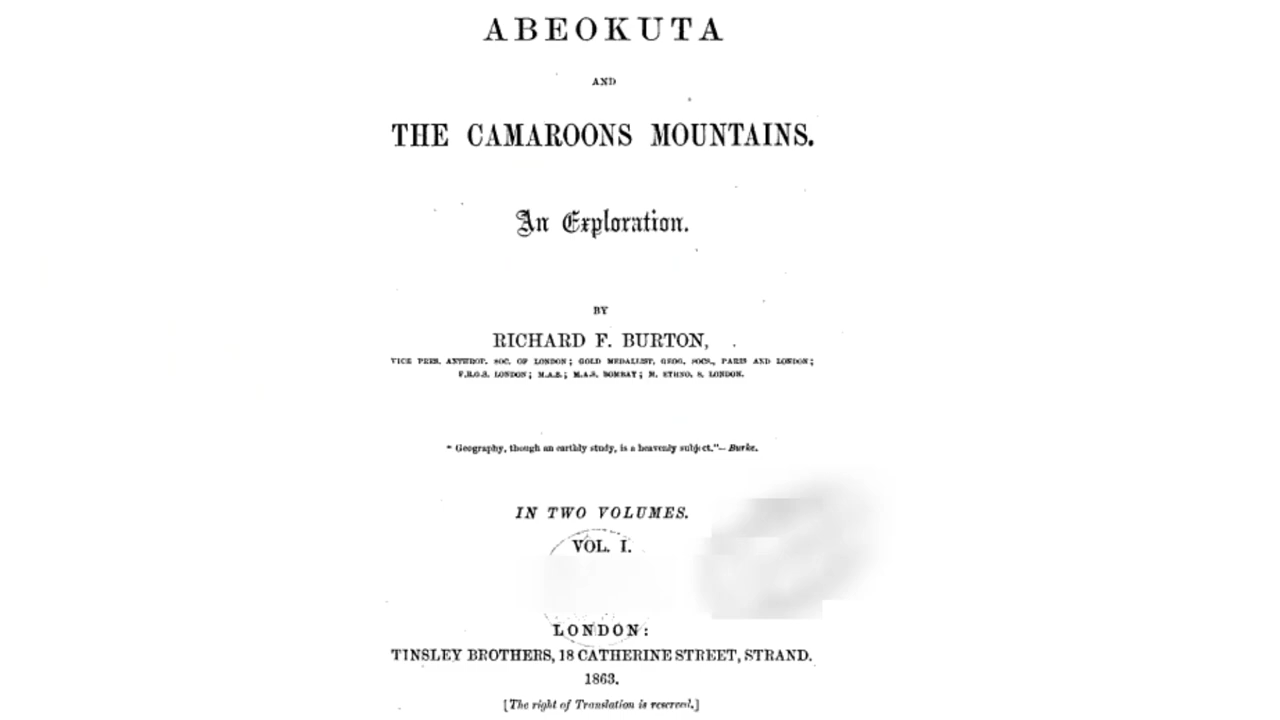 ABEOKUTA
AND
THE CAMAROONS MOUNTAINS.
An Exploration.
BY
RICHARD F. BURTON,
VICE PRES. ANTHROP. SOC. OF LONDON; GOLD MEDALLIST, GEOG. SOCS., PARIS AND LONDON;
F.R.G.S. LONDON; M.A.S.; M.A.S. BOMBAY; M. ETHNO. S. LONDON.
"Geography, though an earthly study, is a heavenly subject."—Burke.
IN TWO VOLUMES.
VOL. I.
LONDON:
TINSLEY BROTHERS, 18 CATHERINE STREET, STRAND.
1863.
[The right of Translation is reserved.]